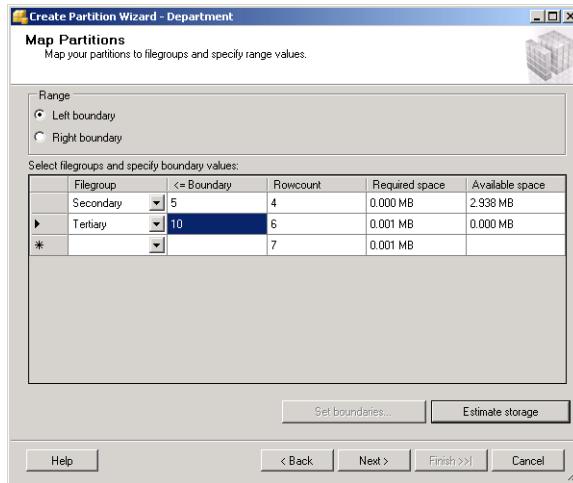 Create Partition Wizard - Department
Map Partitions
Map your partitions to filegroups and specify range values.
Range
Left boundary
Right boundary
Select filegroups and specify boundary values:
Filegroup <= Boundary Rowcount Required space Available space
Secondary 5 4 0.000 MB 2.938 MB
Tertiary 10 6 0.001 MB 0.000 MB
7 0.001 MB
Set boundaries... Estimate storage
Help < Back Next > Finish >>| Cancel